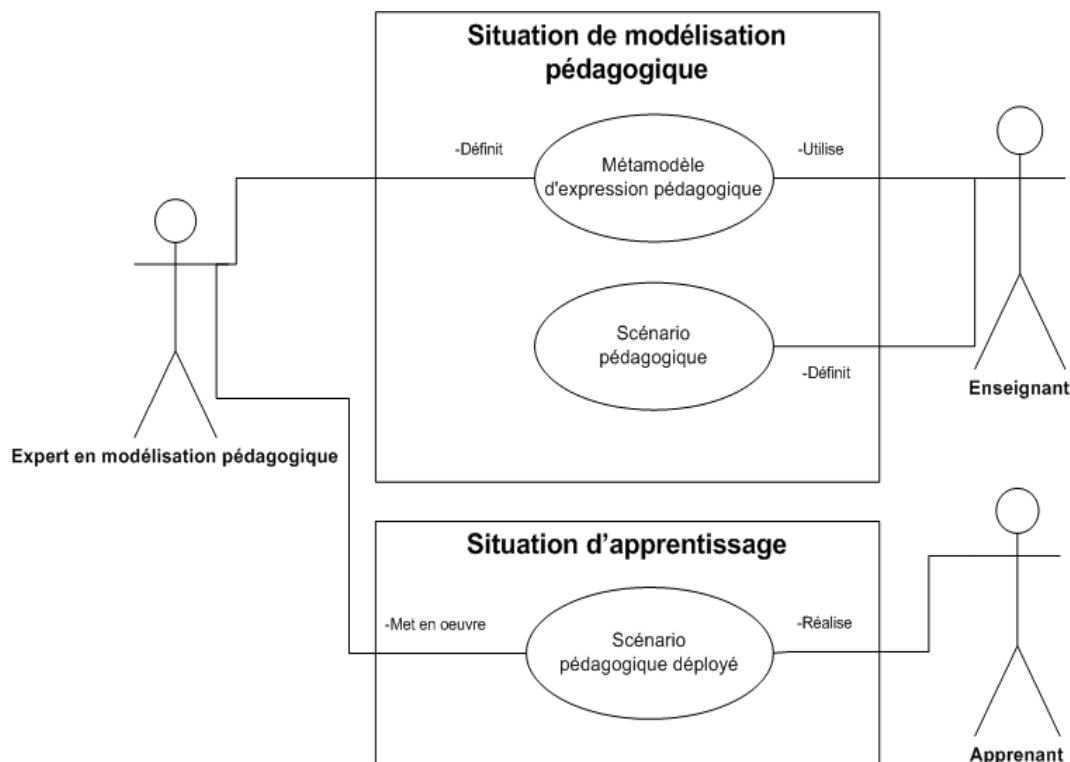 Situation de modélisation
pédagogique
-Définit
Métamodèle
d'expression pédagogique
-Utilise
Scénario
pédagogique
-Définit
Enseignant
Expert en modélisation pédagogique
Situation d’apprentissage
-Met en oeuvre
Scénario
pédagogique déployé
-Réalise
Apprenant